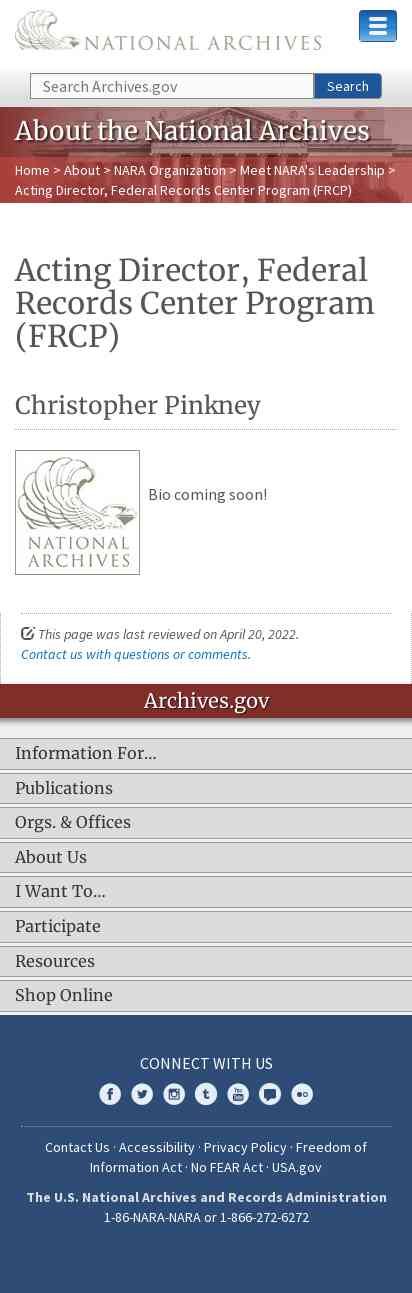 NATIONAL ARCHIVES
Search Archives.gov
Search
About the National Archives
Home > About > NARA Organization > Meet NARA's Leadership >
Acting Director, Federal Records Center Program (FRCP)
Acting Director, Federal
Records Center Program
(FRCP)
Christopher Pinkney
NATIONAL
ARCHIVES
Bio coming soon!
This page was last reviewed on April 20, 2022.
Contact us with questions or comments.
Archives.gov
Information For…
Publications
Orgs. & Offices
About Us
I Want To…
Participate
Resources
Shop Online
CONNECT WITH US
Contact Us · Accessibility · Privacy Policy · Freedom of
Information Act · No FEAR Act · USA.gov
The U.S. National Archives and Records Administration
1-86-NARA-NARA or 1-866-272-6272